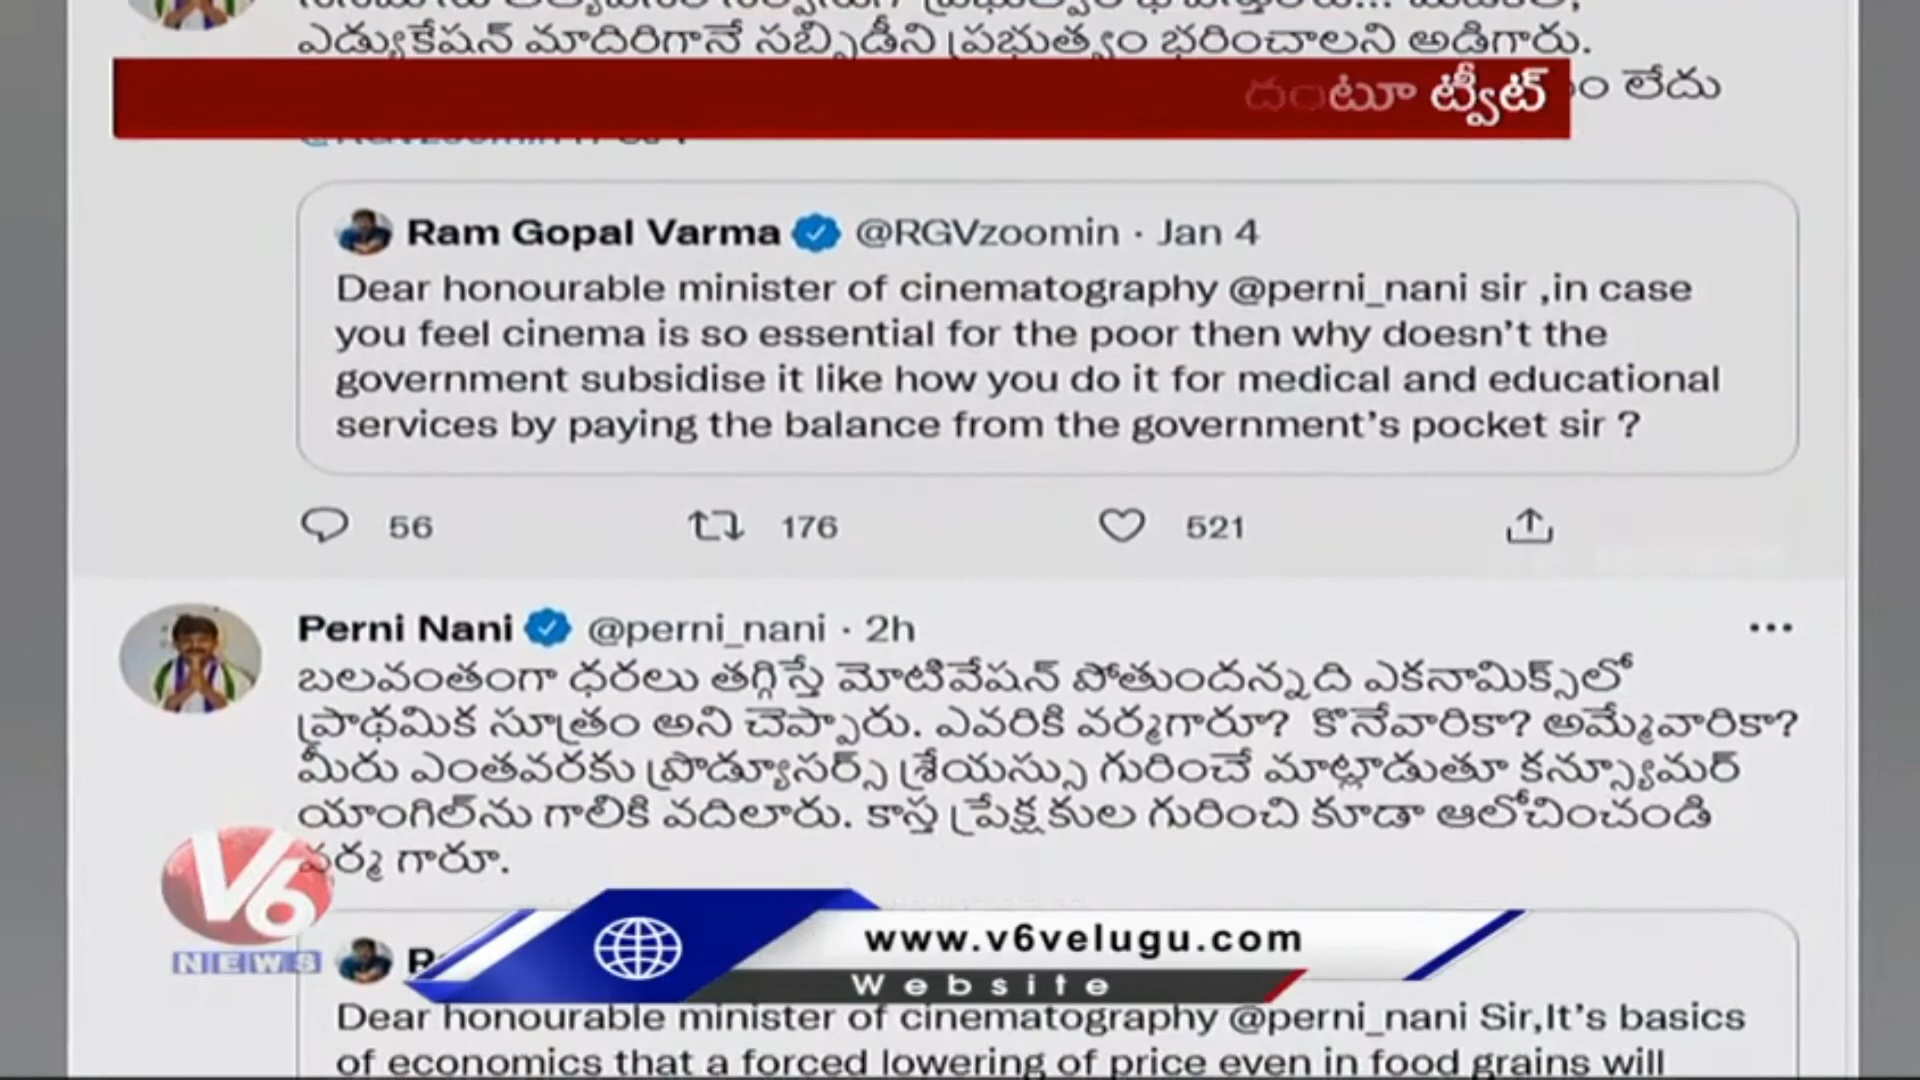 ఎడ్యుకేషన్ మాదిరిగానే సబ్సిడీని ప్రభుత్వం భరించాలని అడిగారు.
దంటూ ట్వీట్
లేదు
Ram Gopal Varma @RGVzoomin · Jan 4
Dear honourable minister of cinematography @perni_nani sir ,in case
you feel cinema is so essential for the poor then why doesn't the
government subsidise it like how you do it for medical and educational
services by paying the balance from the government's pocket sir ?
56 176 521
Perni Nani @perni_nani · 2h
బలవంతంగా ధరలు తగ్గిస్తే మోటివేషన్ పోతుందన్నది ఎకనామిక్స్‌లో
ప్రాథమిక సూత్రం అని చెప్పారు. ఎవరికి వర్మగారూ? కొనేవారికా? అమ్మేవారికా?
మీరు ఎంతవరకు ప్రొడ్యూసర్స్ శ్రేయస్సు గురించే మాట్లాడుతూ కన్స్యూమర్
యాంగిల్‌ను గాలికి వదిలారు. కాస్త ప్రేక్షకుల గురించి కూడా ఆలోచించండి
వర్మ గారూ.
V6
NEWS
www.v6velugu.com
Website
Dear honourable minister of cinematography @perni_nani Sir,It's basics
of economics that a forced lowering of price even in food grains will